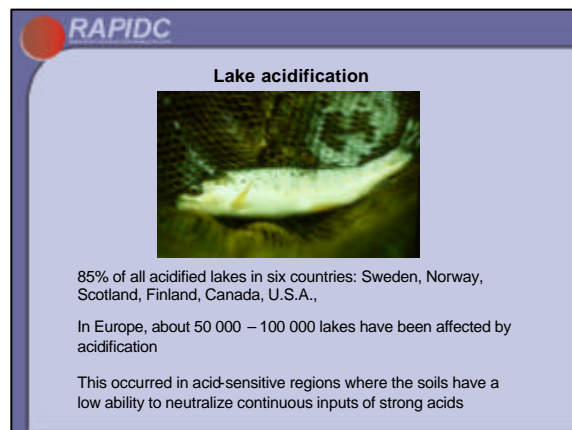 RAPIDC
Lake acidification
85% of all acidified lakes in six countries: Sweden, Norway,
Scotland, Finland, Canada, U.S.A.,
In Europe, about 50 000 – 100 000 lakes have been affected by
acidification
This occurred in acid-sensitive regions where the soils have a
low ability to neutralize continuous inputs of strong acids